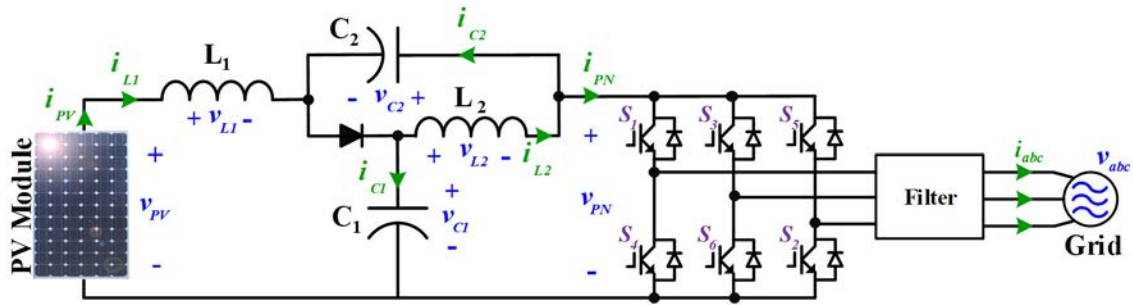 C₂
i_C2
L₁
i_L1
i_PN
i_PV
- v_C2 +
L₂
+ v_L1 -
S₁
S₃
S₅
+ v_L2 -
i_L2
+
+
i_C1
i_abc
v_abc
PV Module
v_PV
C₁
+
v_C1
-
v_PN
Filter
S₄
S₆
S₂
Grid
-
-